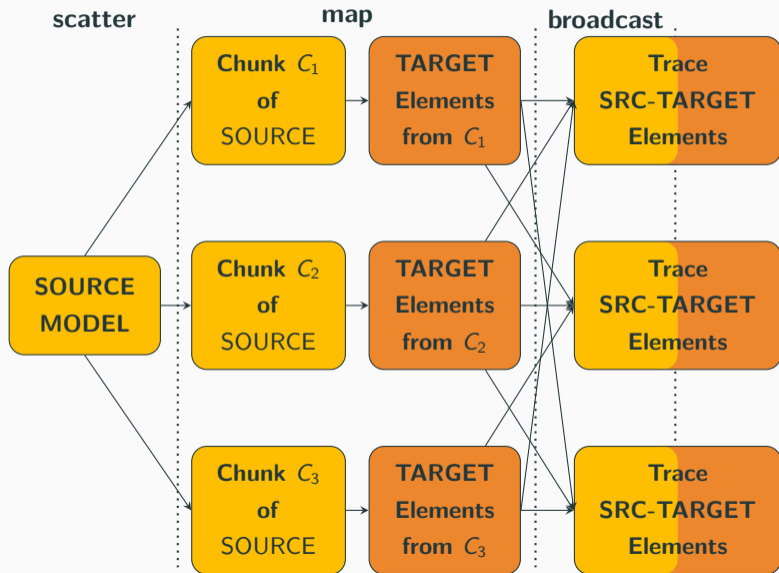 scatter
map
broadcast
SOURCE
MODEL
Chunk C₁
of
SOURCE
TARGET
Elements
from C₁
Trace
SRC-TARGET
Elements
Chunk C₂
of
SOURCE
TARGET
Elements
from C₂
Trace
SRC-TARGET
Elements
Chunk C₃
of
SOURCE
TARGET
Elements
from C₃
Trace
SRC-TARGET
Elements